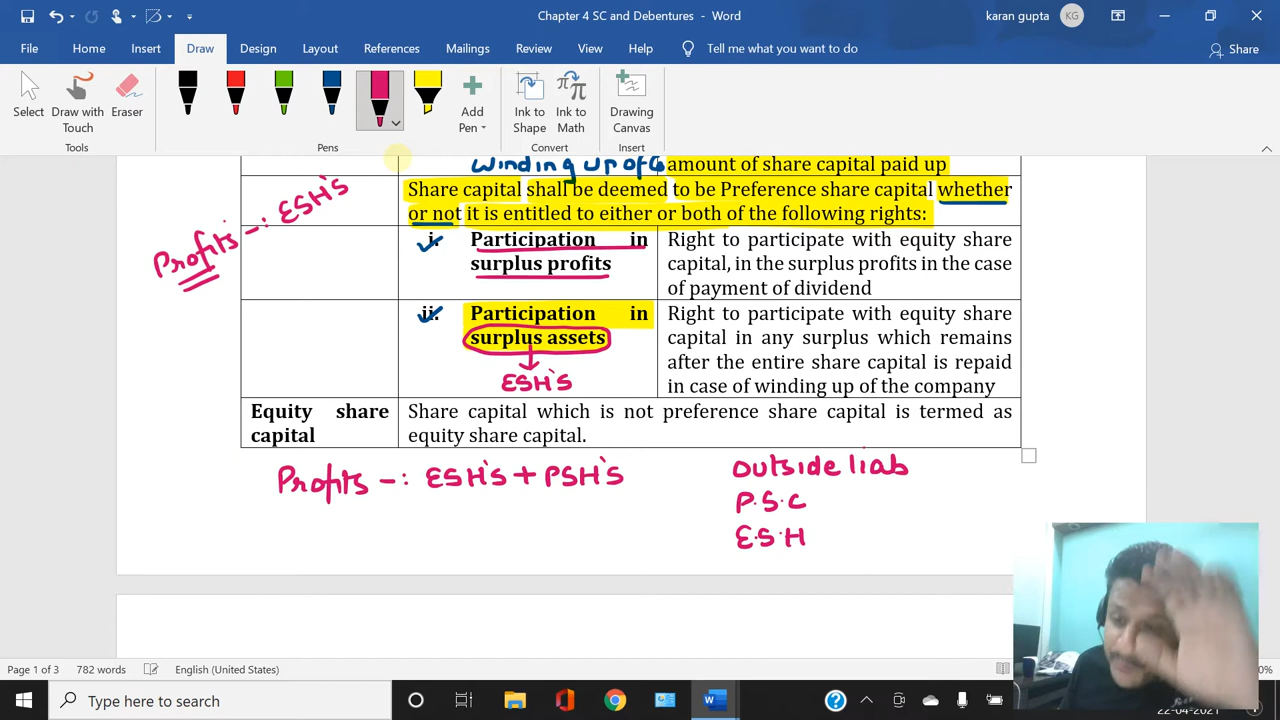 Chapter 4 SC and Debentures - Word
karan gupta
KG
File Home Insert Draw Design Layout References Mailings Review View Help Tell me what you want to do
Share
Select
Draw with Touch
Eraser
Add Pen
Ink to Shape
Ink to Math
Drawing Canvas
Tools
Pens
Convert
Insert
Winding up of
amount of share capital paid up
Share capital shall be deemed to be Preference share capital whether
or not it is entitled to either or both of the following rights:
Profits -: ESH's
i. Participation in surplus profits
Right to participate with equity share
capital, in the surplus profits in the case
of payment of dividend
ii. Participation in surplus assets
ESH's
Right to participate with equity share
capital in any surplus which remains
after the entire share capital is repaid
in case of winding up of the company
Equity share capital
Share capital which is not preference share capital is termed as
equity share capital.
Profits -: ESH's + PSH's
outside liab
P.S.C
E.S.H
Page 1 of 3 782 words English (United States)
Type here to search
22-04-2021